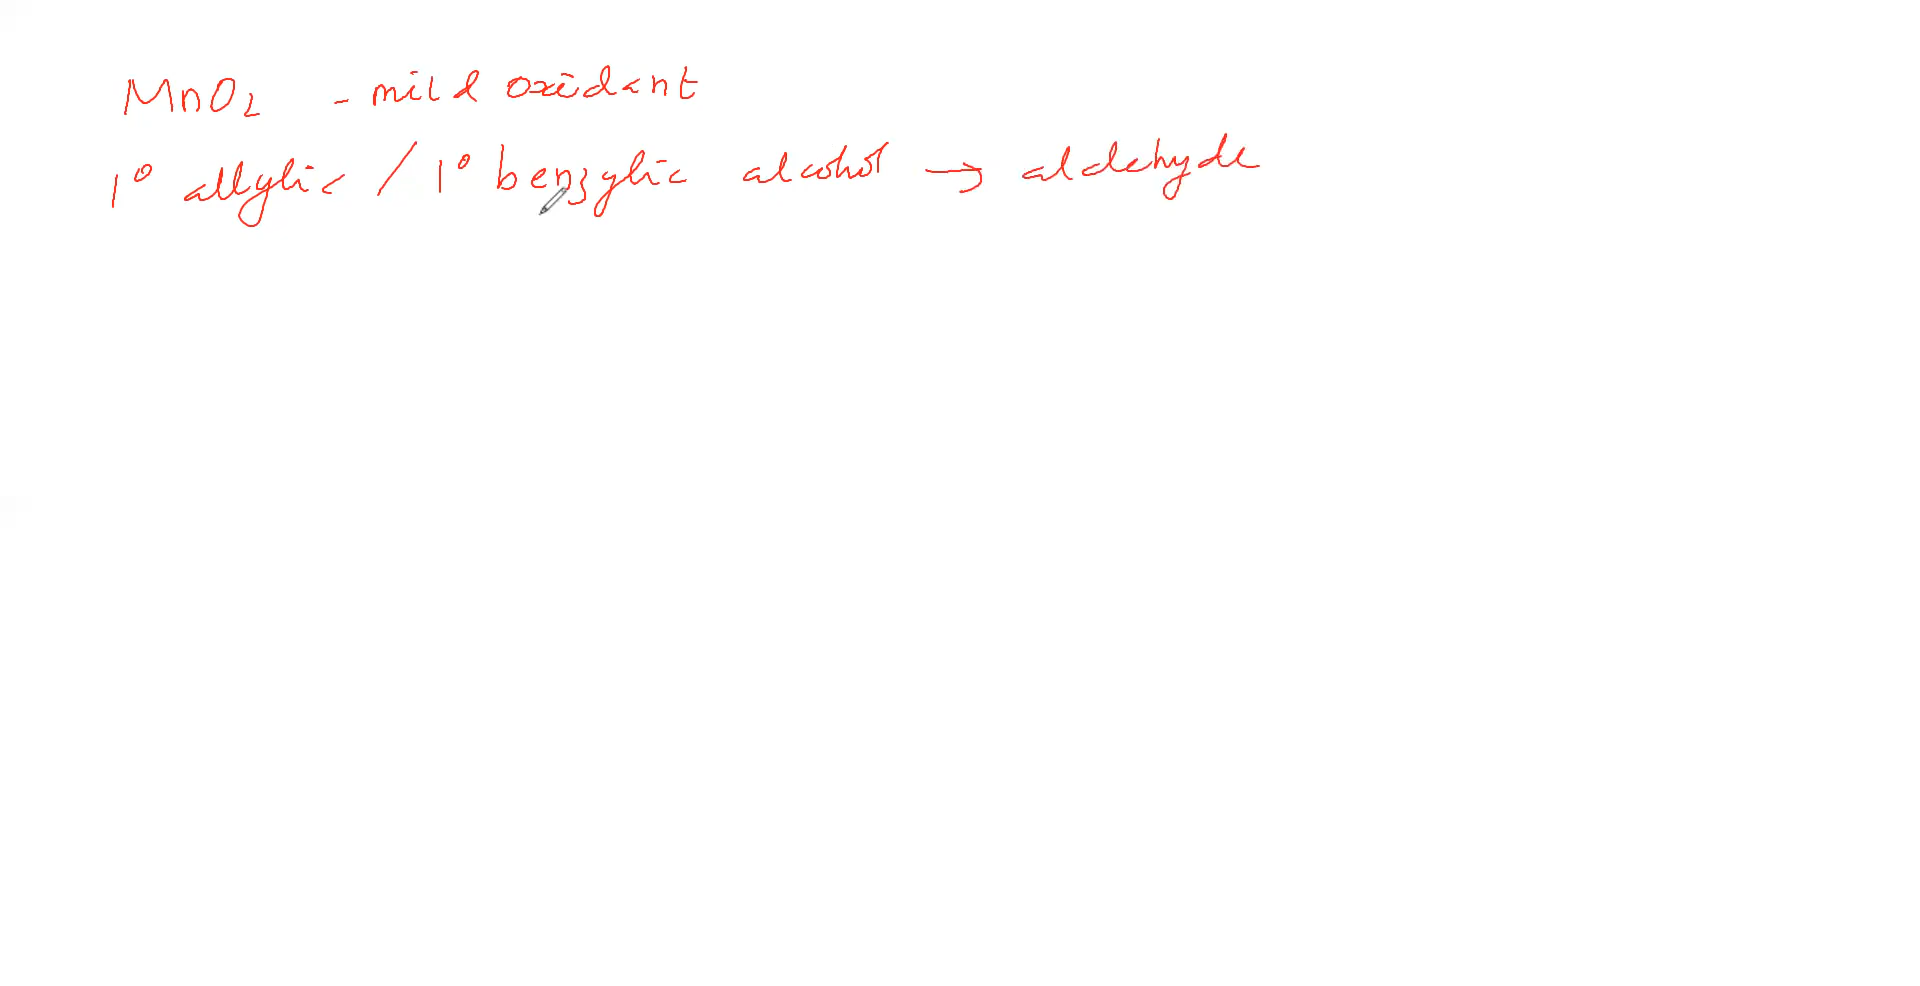 MnO₂ - mild oxidant
1° allylic / 1° benzylic alcohol → aldehyde